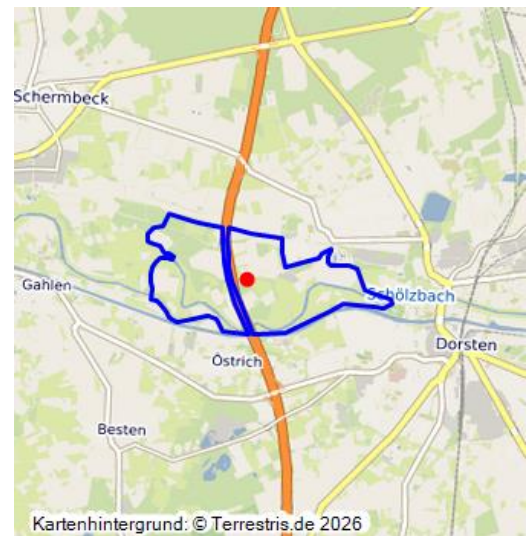 Schermbeck
Gahlen
Schölzbach
Dorsten
Östrich
Besten
Kartenhintergrund: © Terrestris.de 2026